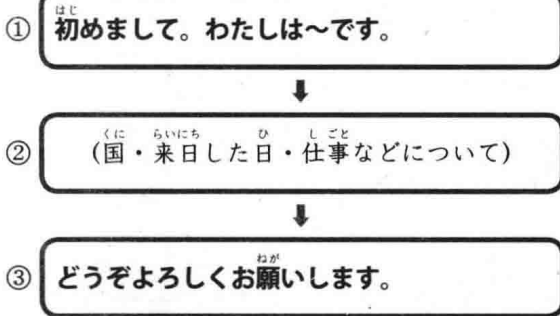 ① 初めまして。わたしは～です。
② (国・来日した日・仕事などについて)
③ どうぞよろしくお願いします。